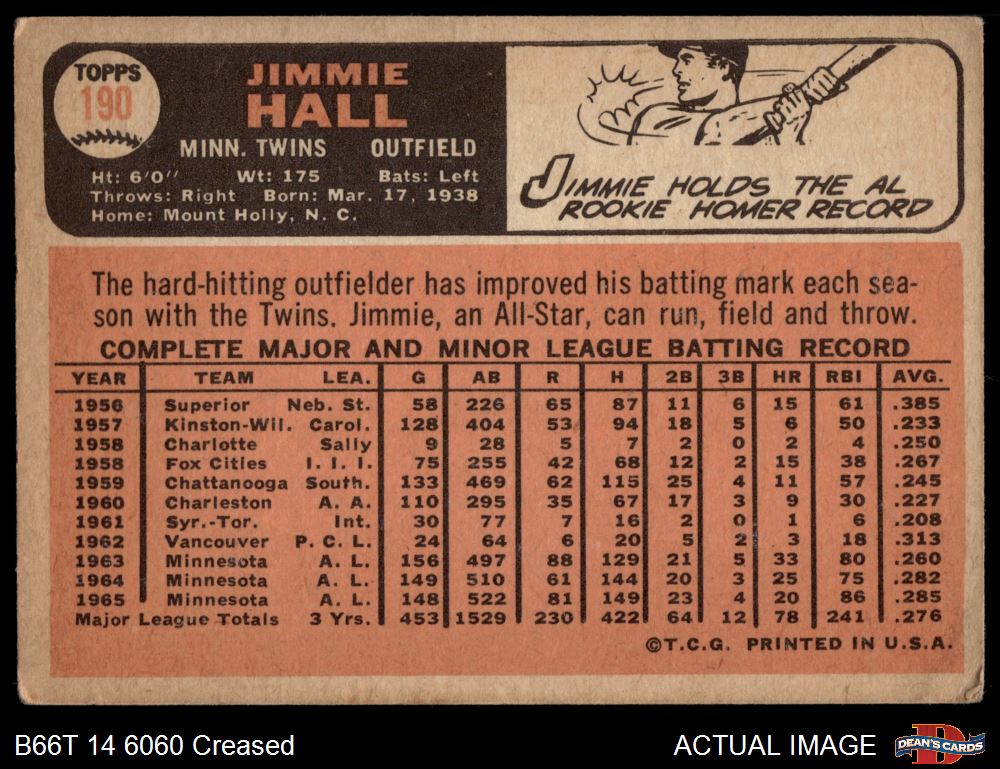 TOPPS
190
JIMMIE
HALL
MINN. TWINS OUTFIELD
Ht: 6'0" Wt: 175 Bats: Left
Throws: Right Born: Mar. 17, 1938
Home: Mount Holly, N. C.
JIMMIE HOLDS THE AL
ROOKIE HOMER RECORD
The hard-hitting outfielder has improved his batting mark each sea-
son with the Twins. Jimmie, an All-Star, can run, field and throw.
COMPLETE MAJOR AND MINOR LEAGUE BATTING RECORD
YEAR TEAM LEA. G AB R H 2B 3B HR RBI AVG.
1956 Superior Neb. St. 58 226 65 87 11 6 15 61 .385
1957 Kinston-Wil. Carol. 128 404 53 94 18 5 6 50 .233
1958 Charlotte Sally 9 28 5 7 2 0 2 4 .250
1958 Fox Cities I. I. I. 75 255 42 68 12 2 15 38 .267
1959 Chattanooga South. 133 469 62 115 25 4 11 57 .245
1960 Charleston A. A. 110 295 35 67 17 3 9 30 .227
1961 Syr.-Tor. Int. 30 77 7 16 2 0 1 6 .208
1962 Vancouver P. C. L. 24 64 6 20 5 2 3 18 .313
1963 Minnesota A. L. 156 497 88 129 21 5 33 80 .260
1964 Minnesota A. L. 149 510 61 144 20 3 25 75 .282
1965 Minnesota A. L. 148 522 81 149 23 4 20 86 .285
Major League Totals 3 Yrs. 453 1529 230 422 64 12 78 241 .276
©T.C.G. PRINTED IN U.S.A.
B66T 14 6060 Creased
ACTUAL IMAGE
DEAN'S CARDS